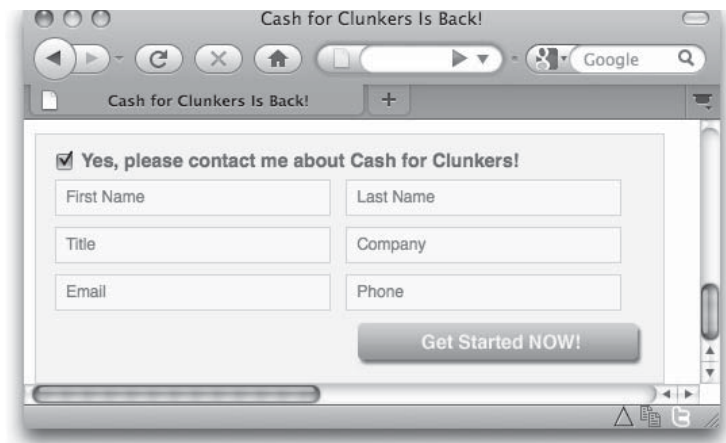 Cash for Clunkers Is Back!
Google
Cash for Clunkers Is Back! +
Yes, please contact me about Cash for Clunkers!
First Name Last Name
Title Company
Email Phone
Get Started NOW!